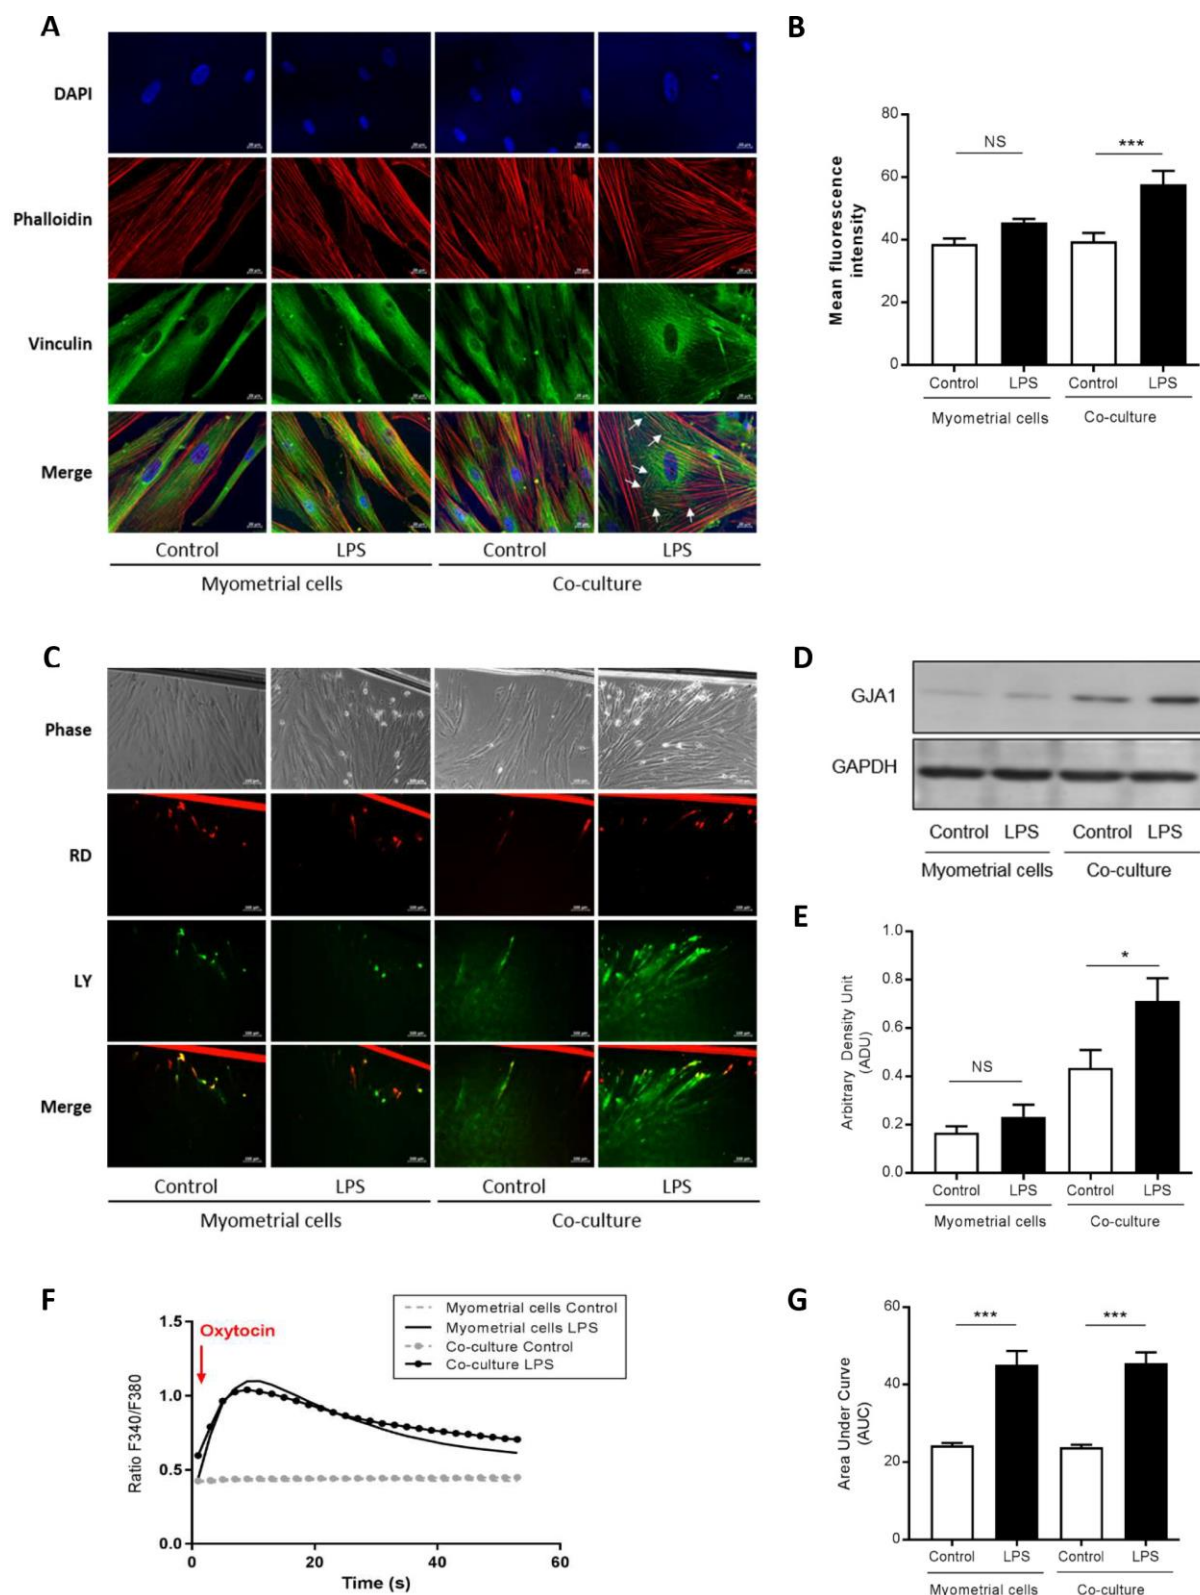 A
DAPI
Phalloidin
Vinculin
Merge
Control LPS Control LPS
Myometrial cells Co-culture
B
Mean fluorescence
intensity
80
60
40
20
0
NS
***
Control LPS Control LPS
Myometrial cells Co-culture
C
Phase
RD
LY
Merge
Control LPS Control LPS
Myometrial cells Co-culture
D
GJA1
GAPDH
Control LPS Control LPS
Myometrial cells Co-culture
E
Arbitrary Density Unit
(ADU)
1.0
0.8
0.6
0.4
0.2
0.0
NS
*
Control LPS Control LPS
Myometrial cells Co-culture
F
Ratio F340/F380
1.5
1.0
0.5
0.0
Oxytocin
Myometrial cells Control
Myometrial cells LPS
Co-culture Control
Co-culture LPS
0 20 40 60
Time (s)
G
Area Under Curve
(AUC)
60
40
20
0
***
***
Control LPS Control LPS
Myometrial cells Co-culture